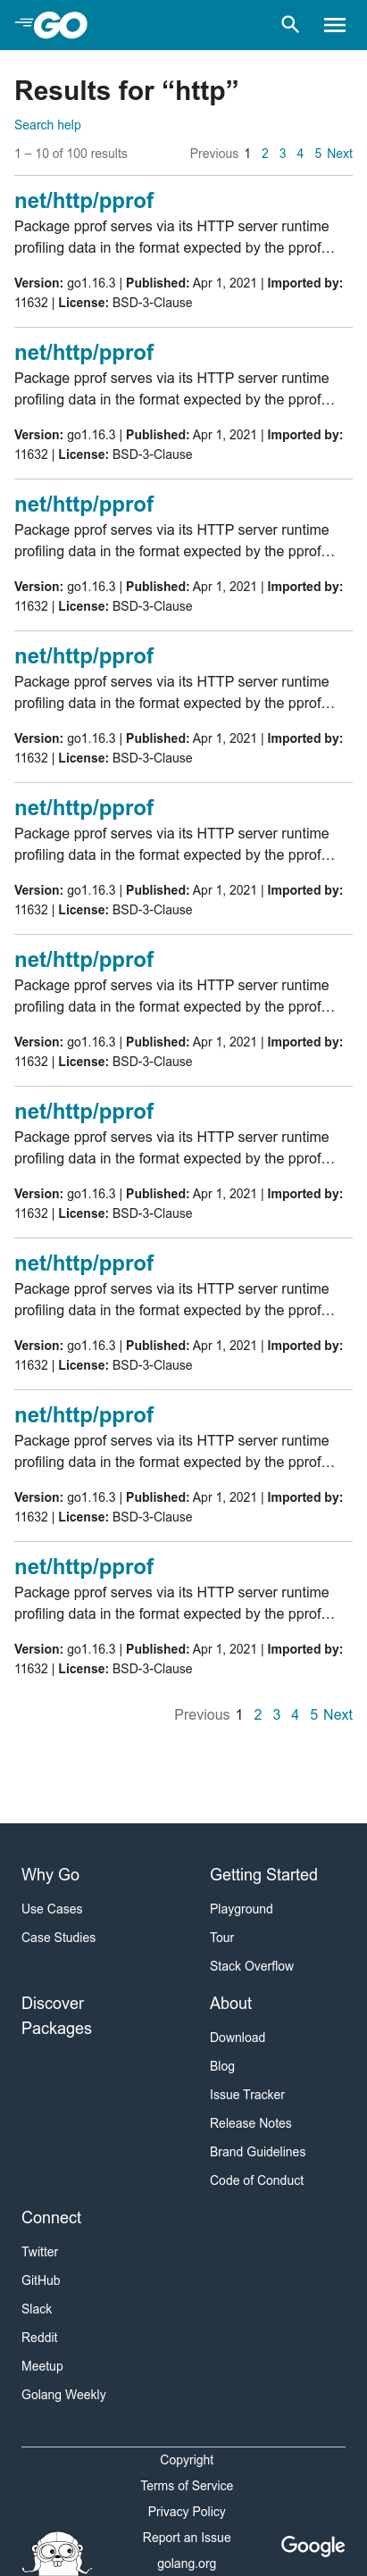 GO
Results for “http”
Search help
1 – 10 of 100 results Previous 1 2 3 4 5 Next
net/http/pprof
Package pprof serves via its HTTP server runtime
profiling data in the format expected by the pprof…
Version: go1.16.3 | Published: Apr 1, 2021 | Imported by:
11632 | License: BSD-3-Clause
net/http/pprof
Package pprof serves via its HTTP server runtime
profiling data in the format expected by the pprof…
Version: go1.16.3 | Published: Apr 1, 2021 | Imported by:
11632 | License: BSD-3-Clause
net/http/pprof
Package pprof serves via its HTTP server runtime
profiling data in the format expected by the pprof…
Version: go1.16.3 | Published: Apr 1, 2021 | Imported by:
11632 | License: BSD-3-Clause
net/http/pprof
Package pprof serves via its HTTP server runtime
profiling data in the format expected by the pprof…
Version: go1.16.3 | Published: Apr 1, 2021 | Imported by:
11632 | License: BSD-3-Clause
net/http/pprof
Package pprof serves via its HTTP server runtime
profiling data in the format expected by the pprof…
Version: go1.16.3 | Published: Apr 1, 2021 | Imported by:
11632 | License: BSD-3-Clause
net/http/pprof
Package pprof serves via its HTTP server runtime
profiling data in the format expected by the pprof…
Version: go1.16.3 | Published: Apr 1, 2021 | Imported by:
11632 | License: BSD-3-Clause
net/http/pprof
Package pprof serves via its HTTP server runtime
profiling data in the format expected by the pprof…
Version: go1.16.3 | Published: Apr 1, 2021 | Imported by:
11632 | License: BSD-3-Clause
net/http/pprof
Package pprof serves via its HTTP server runtime
profiling data in the format expected by the pprof…
Version: go1.16.3 | Published: Apr 1, 2021 | Imported by:
11632 | License: BSD-3-Clause
net/http/pprof
Package pprof serves via its HTTP server runtime
profiling data in the format expected by the pprof…
Version: go1.16.3 | Published: Apr 1, 2021 | Imported by:
11632 | License: BSD-3-Clause
net/http/pprof
Package pprof serves via its HTTP server runtime
profiling data in the format expected by the pprof…
Version: go1.16.3 | Published: Apr 1, 2021 | Imported by:
11632 | License: BSD-3-Clause
Previous 1 2 3 4 5 Next
Why Go
Use Cases
Case Studies
Getting Started
Playground
Tour
Stack Overflow
Discover
Packages
About
Download
Blog
Issue Tracker
Release Notes
Brand Guidelines
Code of Conduct
Connect
Twitter
GitHub
Slack
Reddit
Meetup
Golang Weekly
Copyright
Terms of Service
Privacy Policy
Report an Issue
golang.org
Google